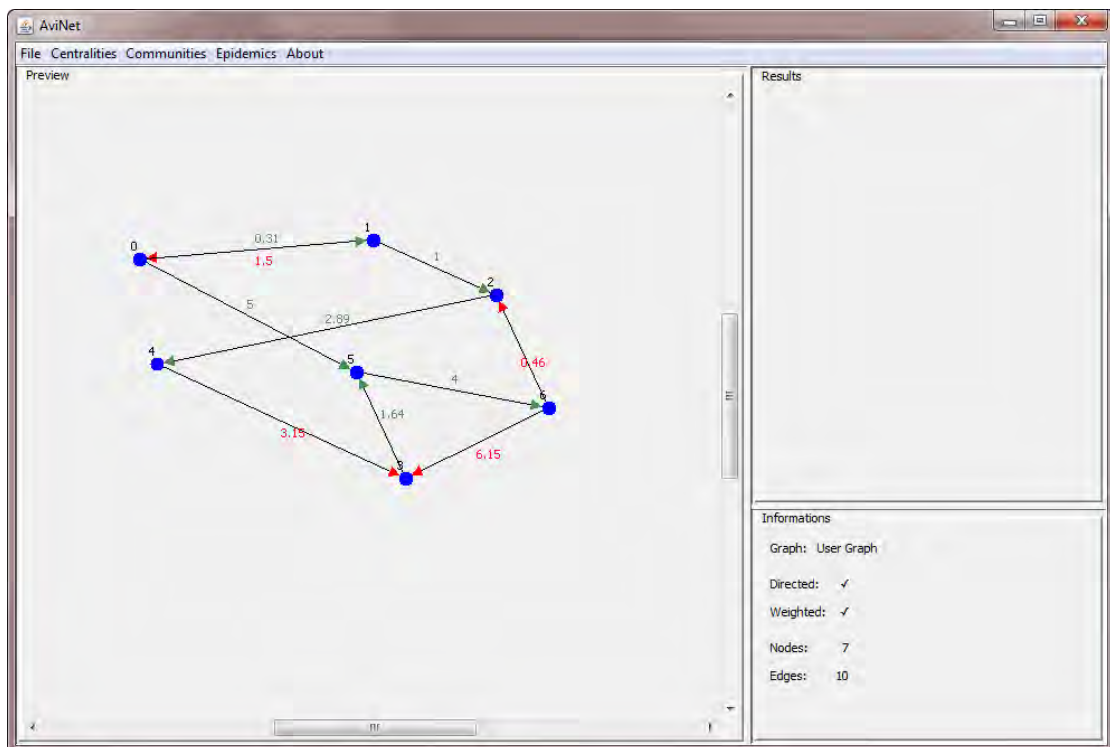 AviNet
File Centralities Communities Epidemics About
Preview
Results
1
0
0.31
1.5
1
2
5
2.89
4
5
0.46
4
6
1.64
3.15
6.15
3
Informations
Graph: User Graph
Directed: ✓
Weighted: ✓
Nodes: 7
Edges: 10